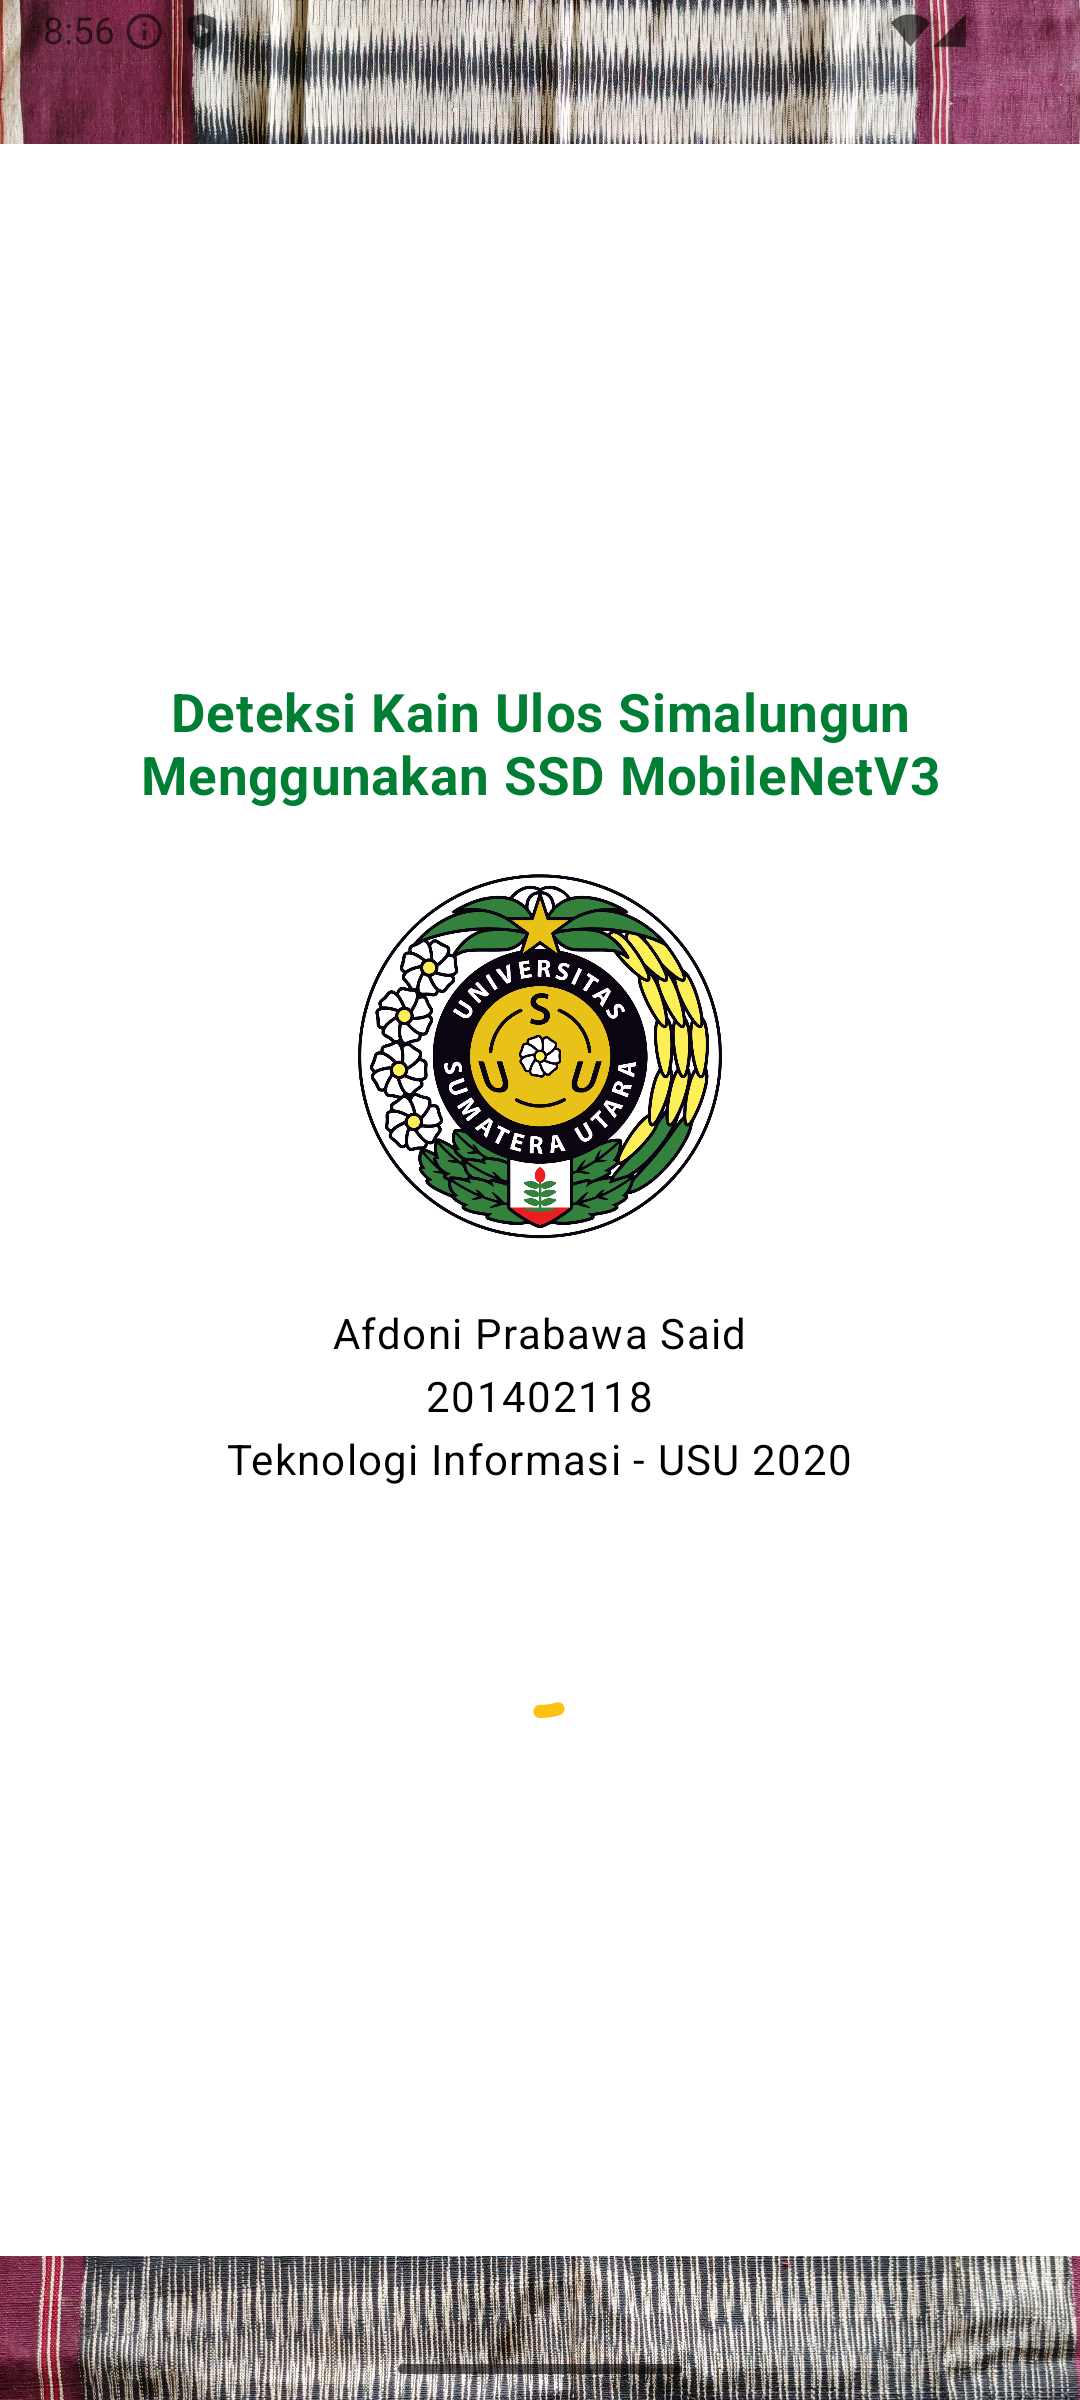 8:56
Deteksi Kain Ulos Simalungun
Menggunakan SSD MobileNetV3
UNIVERSITAS
S
U U
SUMATERA UTARA
Afdoni Prabawa Said
201402118
Teknologi Informasi - USU 2020